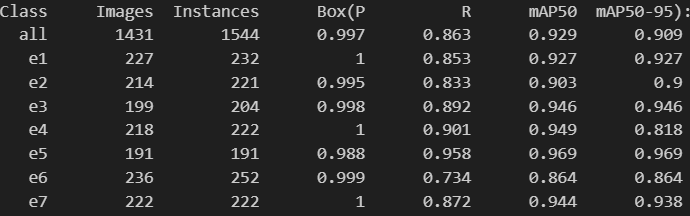 Class Images Instances Box(P R mAP50 mAP50-95):
all 1431 1544 0.997 0.863 0.929 0.909
e1 227 232 1 0.853 0.927 0.927
e2 214 221 0.995 0.833 0.903 0.9
e3 199 204 0.998 0.892 0.946 0.946
e4 218 222 1 0.901 0.949 0.818
e5 191 191 0.988 0.958 0.969 0.969
e6 236 252 0.999 0.734 0.864 0.864
e7 222 222 1 0.872 0.944 0.938